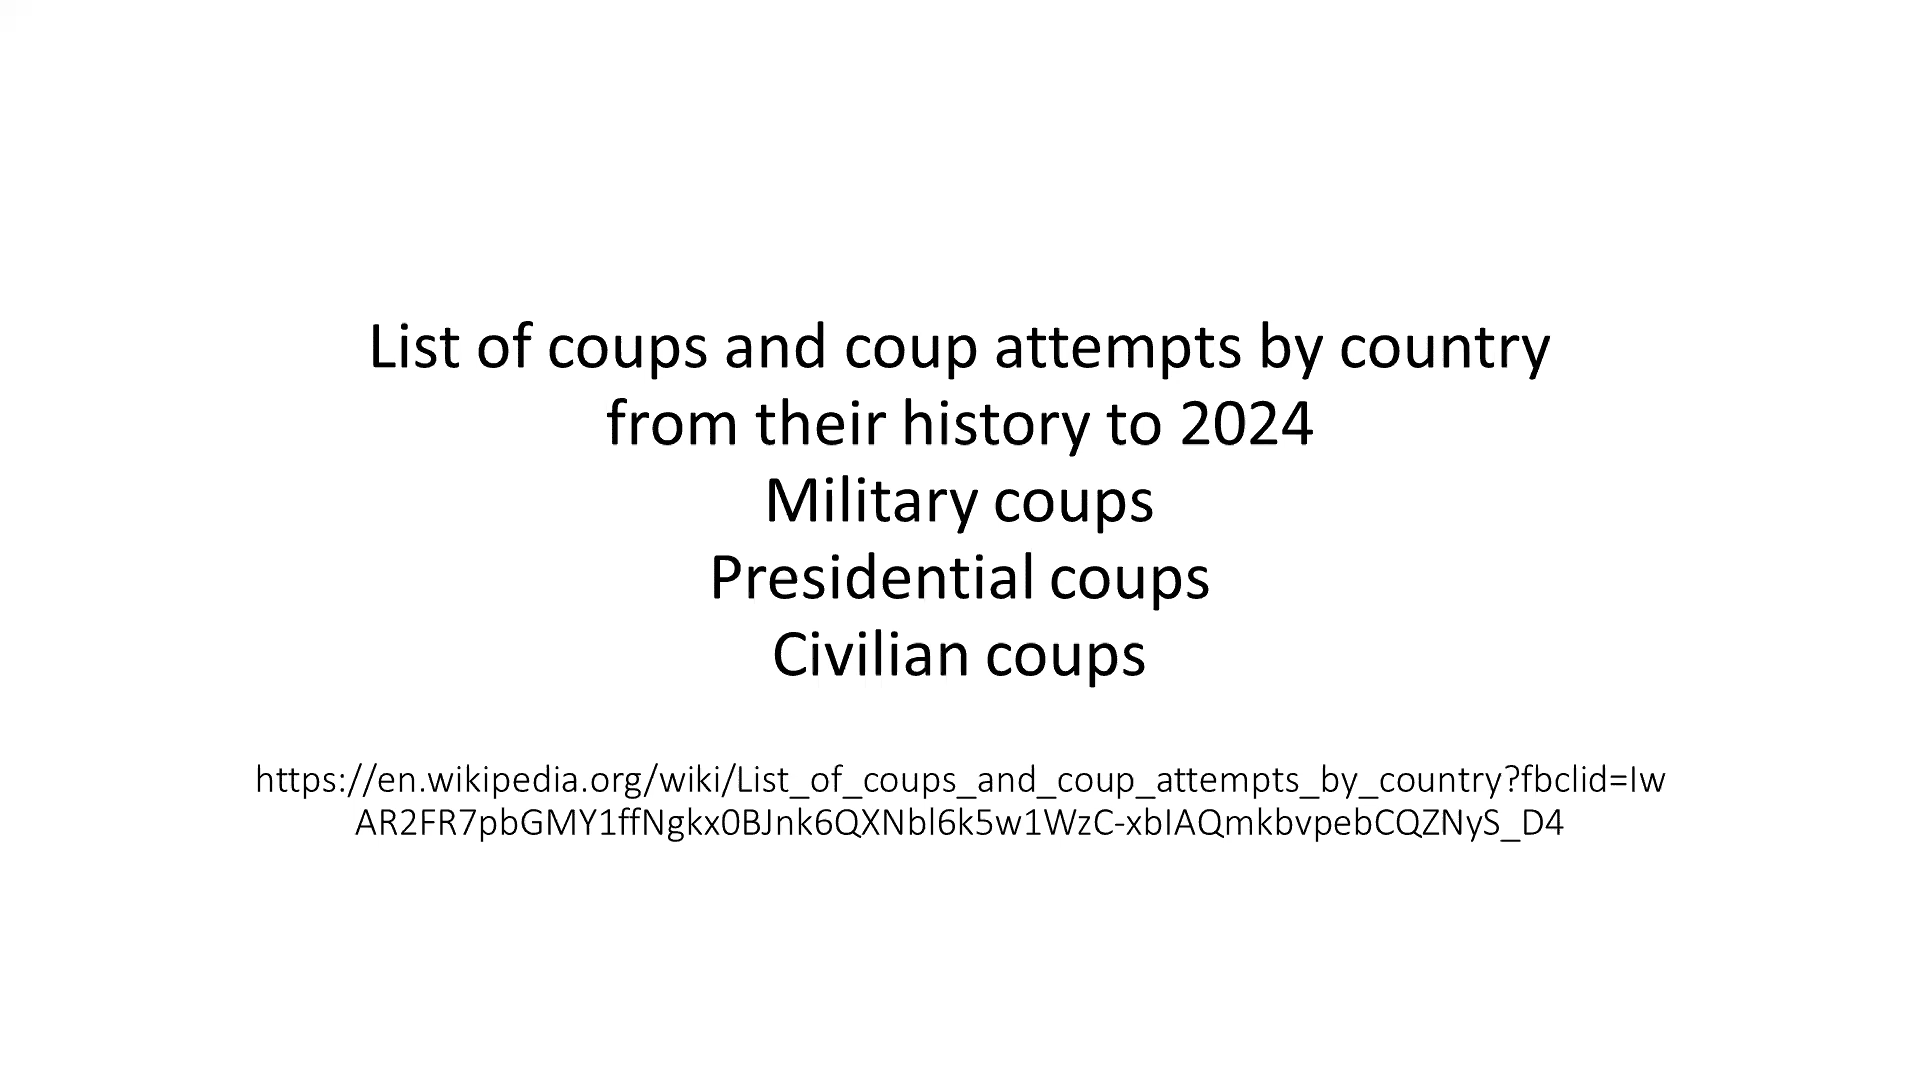 List of coups and coup attempts by country
from their history to 2024
Military coups
Presidential coups
Civilian coups
https://en.wikipedia.org/wiki/List_of_coups_and_coup_attempts_by_country?fbclid=Iw
AR2FR7pbGMY1ffNgkx0BJnk6QXNbl6k5w1WzC-xbIAQmkbvpebCQZNyS_D4